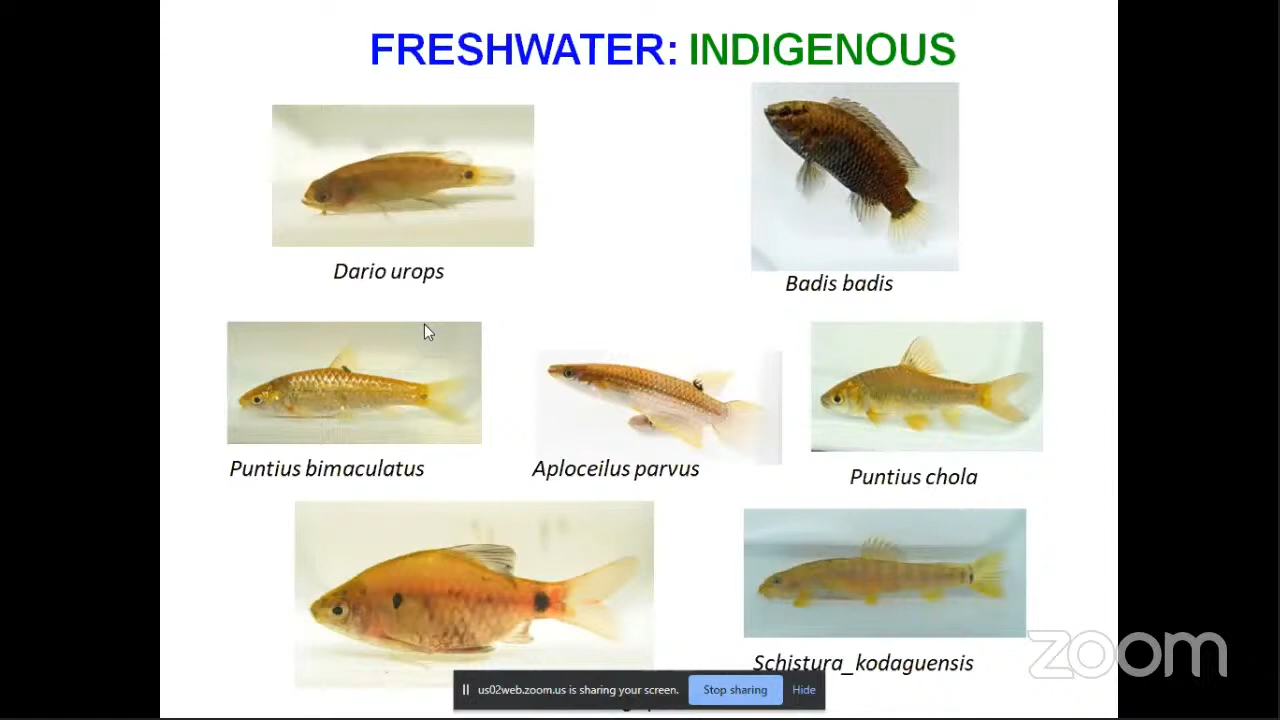 FRESHWATER: INDIGENOUS
Dario urops
Badis badis
Puntius bimaculatus
Aploceilus parvus
Puntius chola
Schistura_kodaguensis
zoom
us02web.zoom.us is sharing your screen.
Stop sharing
Hide